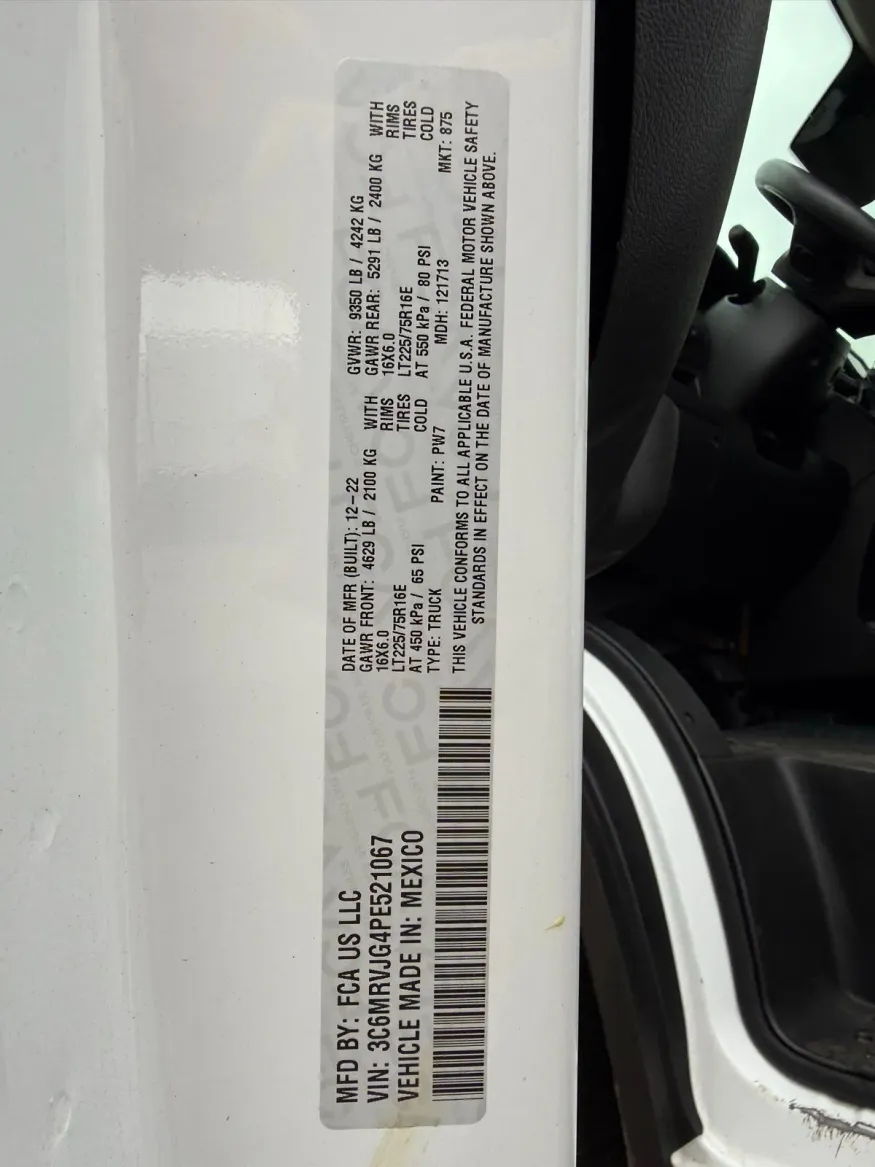 MFD BY: FCA US LLC
VIN: 3C6MRVJG4PE521067
VEHICLE MADE IN: MEXICO
DATE OF MFR (BUILT): 12-22 GVWR: 9350 LB / 4242 KG
GAWR FRONT: 4629 LB / 2100 KG WITH GAWR REAR: 5291 LB / 2400 KG WITH
16X6.0 RIMS 16X6.0 RIMS
LT225/75R16E TIRES LT225/75R16E TIRES
AT 450 kPa / 65 PSI COLD AT 550 kPa / 80 PSI COLD
TYPE: TRUCK PAINT: PW7 MDH: 121713 MKT: 875
THIS VEHICLE CONFORMS TO ALL APPLICABLE U.S.A. FEDERAL MOTOR VEHICLE SAFETY
STANDARDS IN EFFECT ON THE DATE OF MANUFACTURE SHOWN ABOVE.